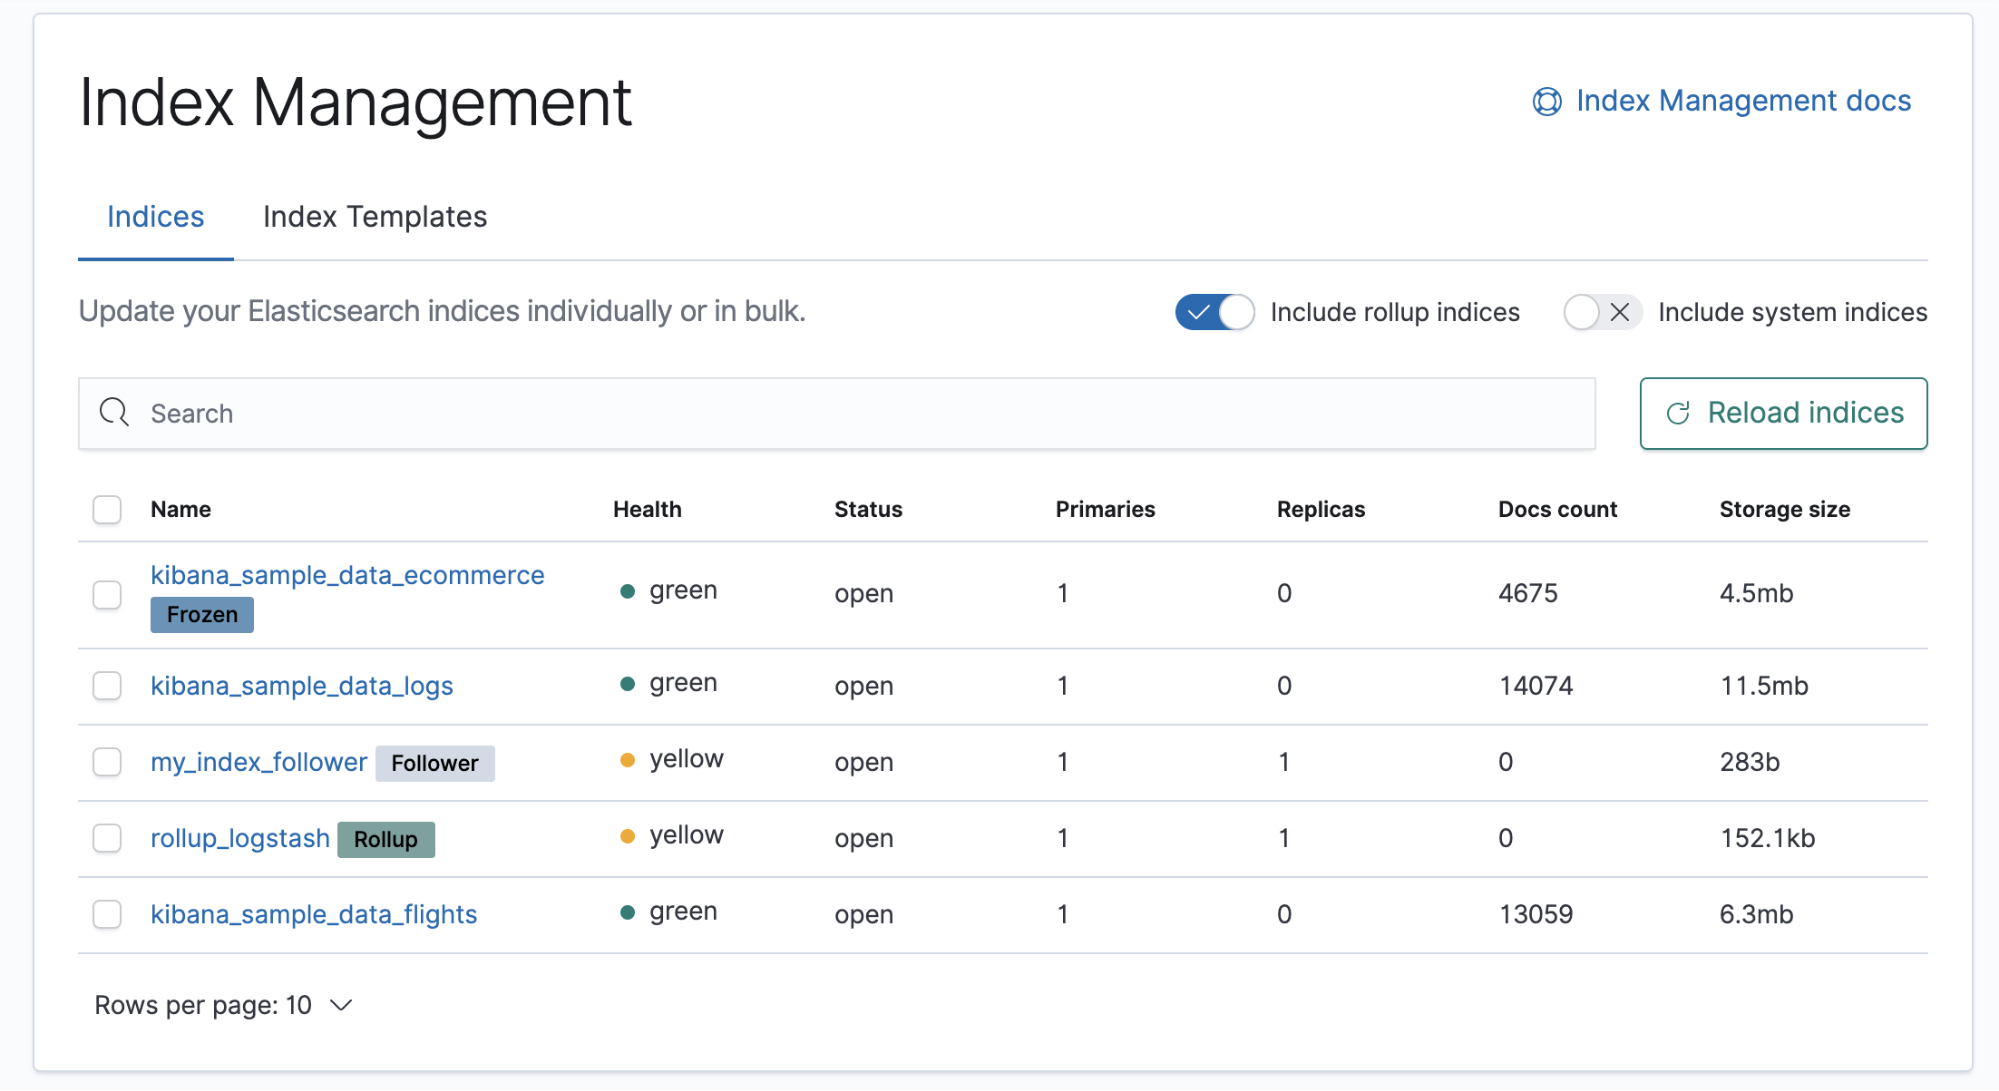 Index Management
Index Management docs
Indices Index Templates
Update your Elasticsearch indices individually or in bulk. Include rollup indices Include system indices
Search Reload indices
Name Health Status Primaries Replicas Docs count Storage size
kibana_sample_data_ecommerce Frozen green open 1 0 4675 4.5mb
kibana_sample_data_logs green open 1 0 14074 11.5mb
my_index_follower Follower yellow open 1 1 0 283b
rollup_logstash Rollup yellow open 1 1 0 152.1kb
kibana_sample_data_flights green open 1 0 13059 6.3mb
Rows per page: 10